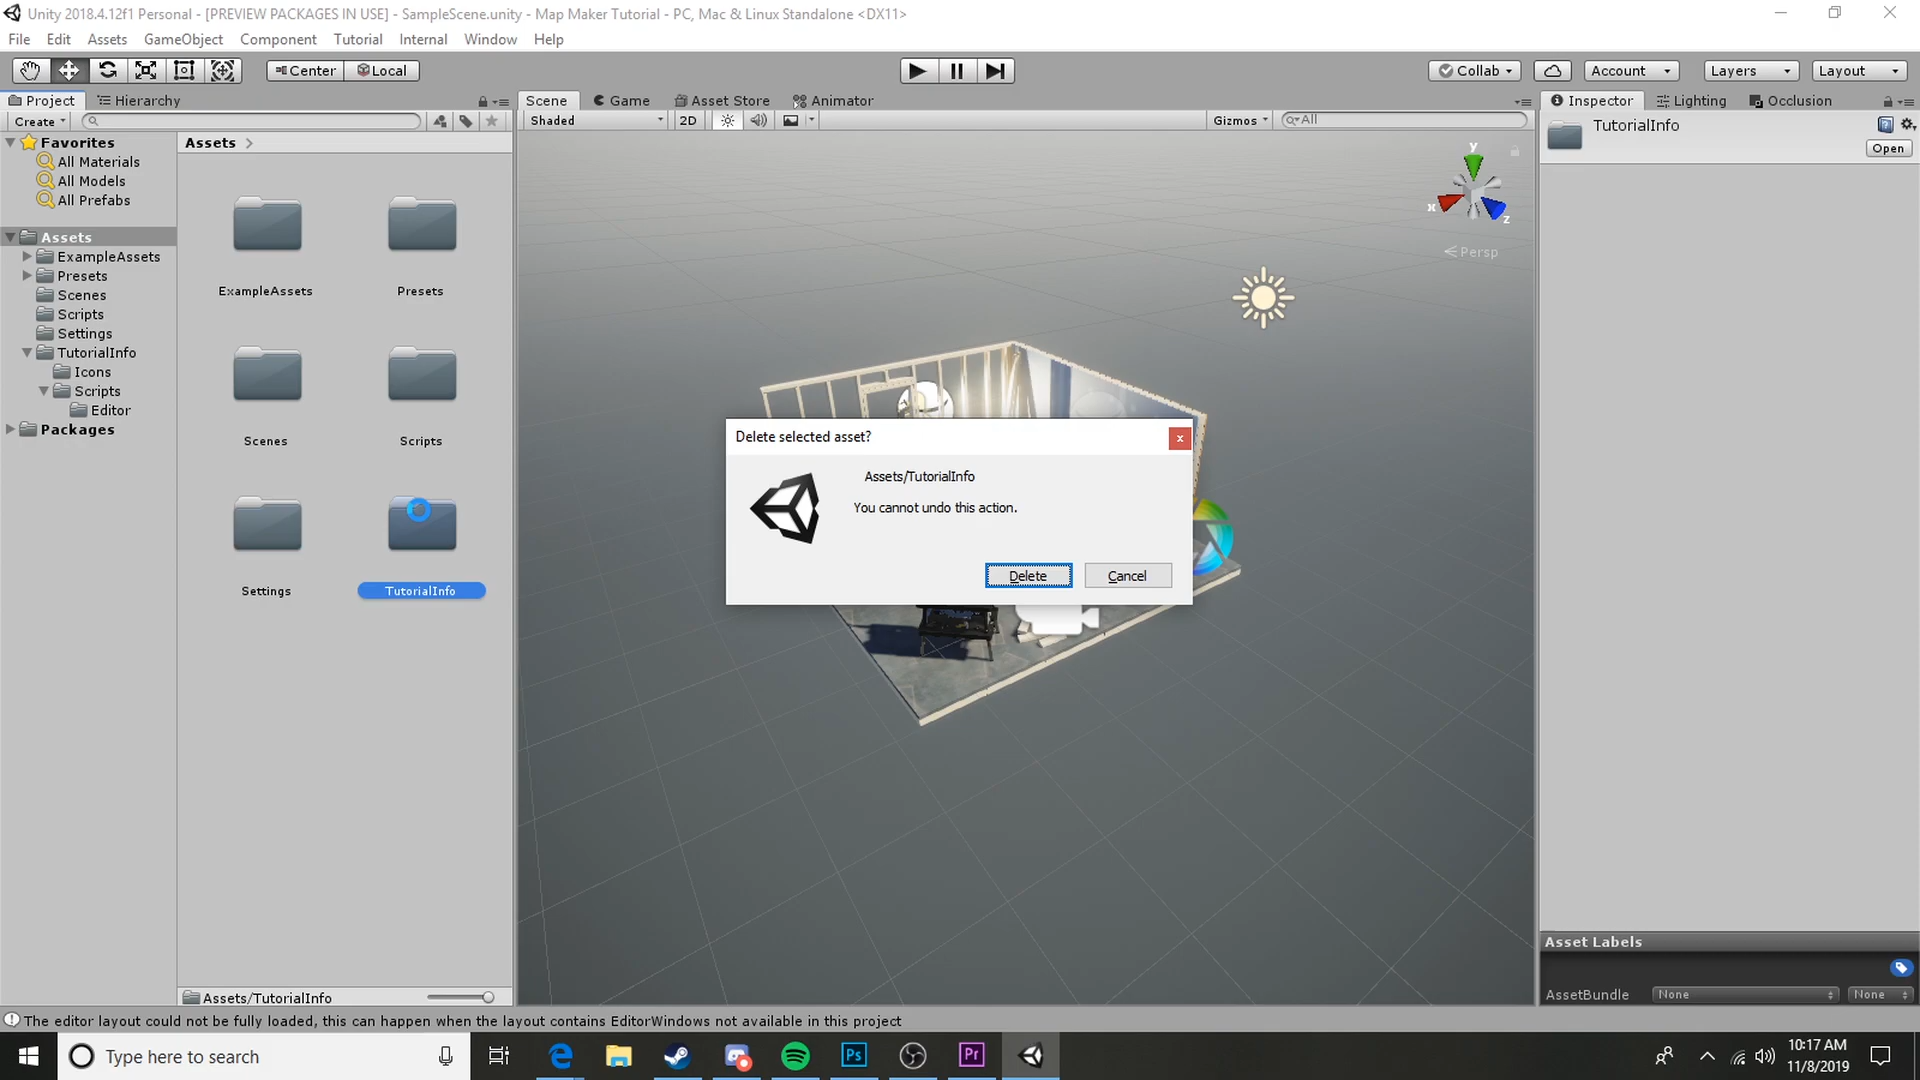 Unity 2018.4.12f1 Personal - [PREVIEW PACKAGES IN USE] - SampleScene.unity - Map Maker Tutorial - PC, Mac & Linux Standalone <DX11>
File Edit Assets GameObject Component Tutorial Internal Window Help
Center Local Collab Account Layers Layout
Project Hierarchy Scene Game Asset Store Animator Inspector Lighting Occlusion
Create Shaded 2D Gizmos All
TutorialInfo
Open
Favorites
All Materials
All Models
All Prefabs
Assets
ExampleAssets
Presets
Scenes
Scripts
Settings
TutorialInfo
Icons
Scripts
Editor
Packages
Assets
ExampleAssets Presets
Scenes Scripts
Settings TutorialInfo
Assets/TutorialInfo
y
x
z
Persp
Delete selected asset?
x
Assets/TutorialInfo
You cannot undo this action.
Delete Cancel
Asset Labels
AssetBundle None None
The editor layout could not be fully loaded, this can happen when the layout contains EditorWindows not available in this project
Type here to search
Ps
Pr
10:17 AM
11/8/2019